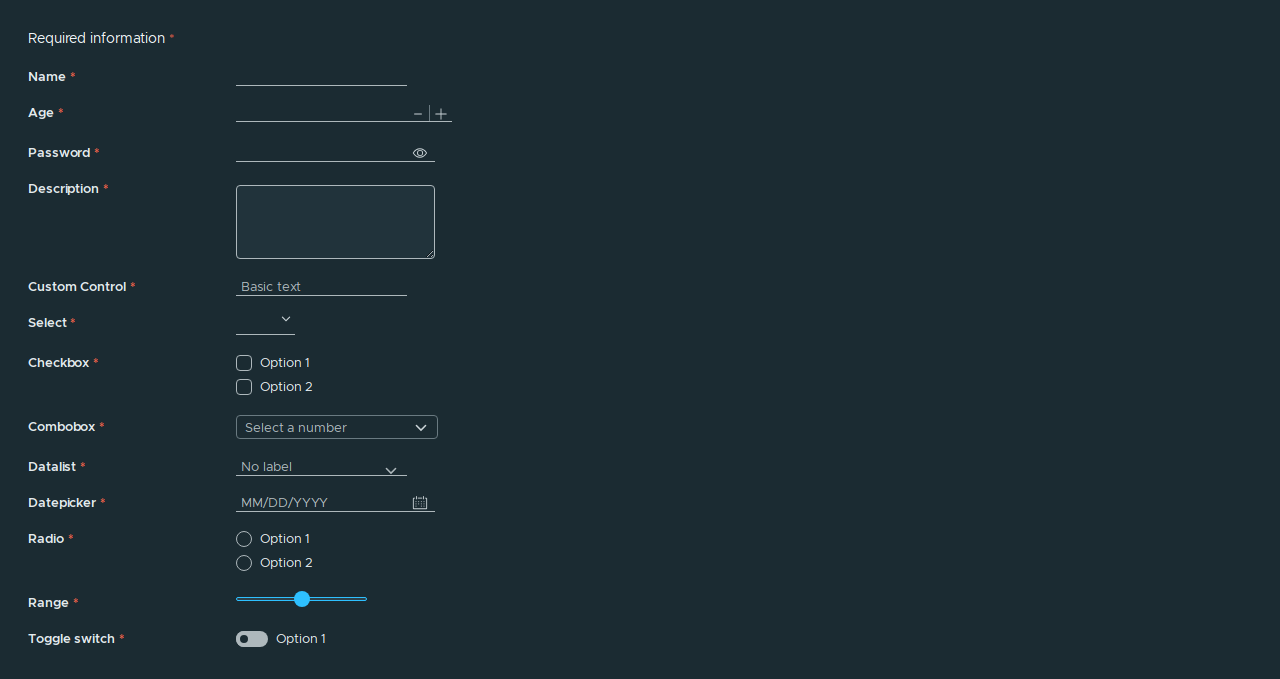 Required information *
Name *
Age *
Password *
Description *
Custom Control * Basic text
Select *
Checkbox * Option 1
Option 2
Combobox * Select a number
Datalist * No label
Datepicker * MM/DD/YYYY
Radio * Option 1
Option 2
Range *
Toggle switch * Option 1